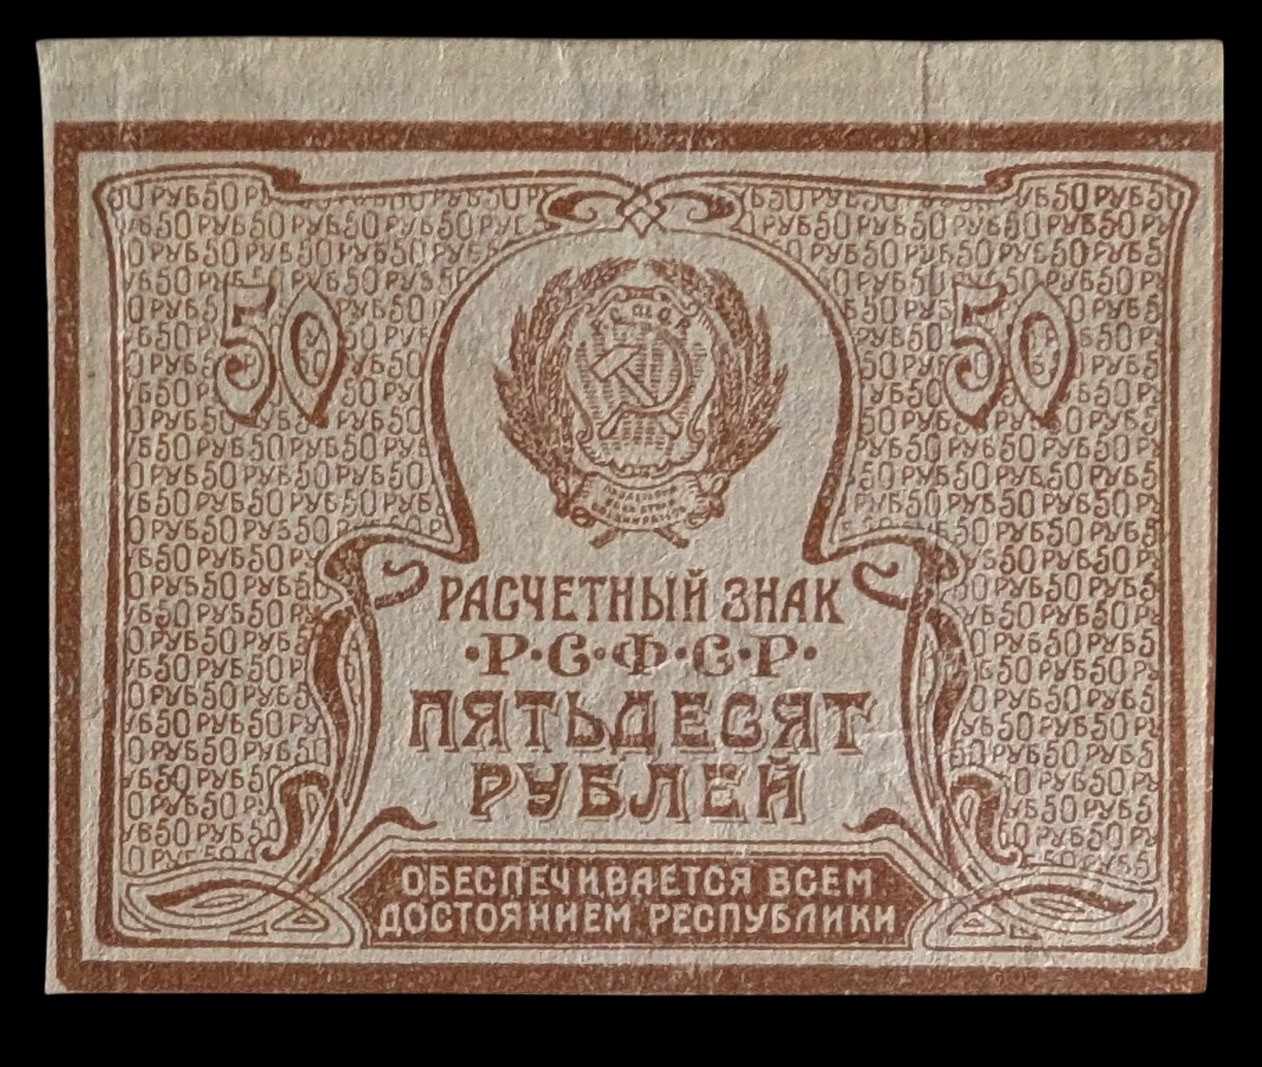 50 50
Р.С.Ф.С.Р.
РАСЧЕТНЫЙ ЗНАК
·Р·С·Ф·С·Р·
ПЯТЬДЕСЯТ
РУБЛЕЙ
ОБЕСПЕЧИВАЕТСЯ ВСЕМ
ДОСТОЯНИЕМ РЕСПУБЛИКИ